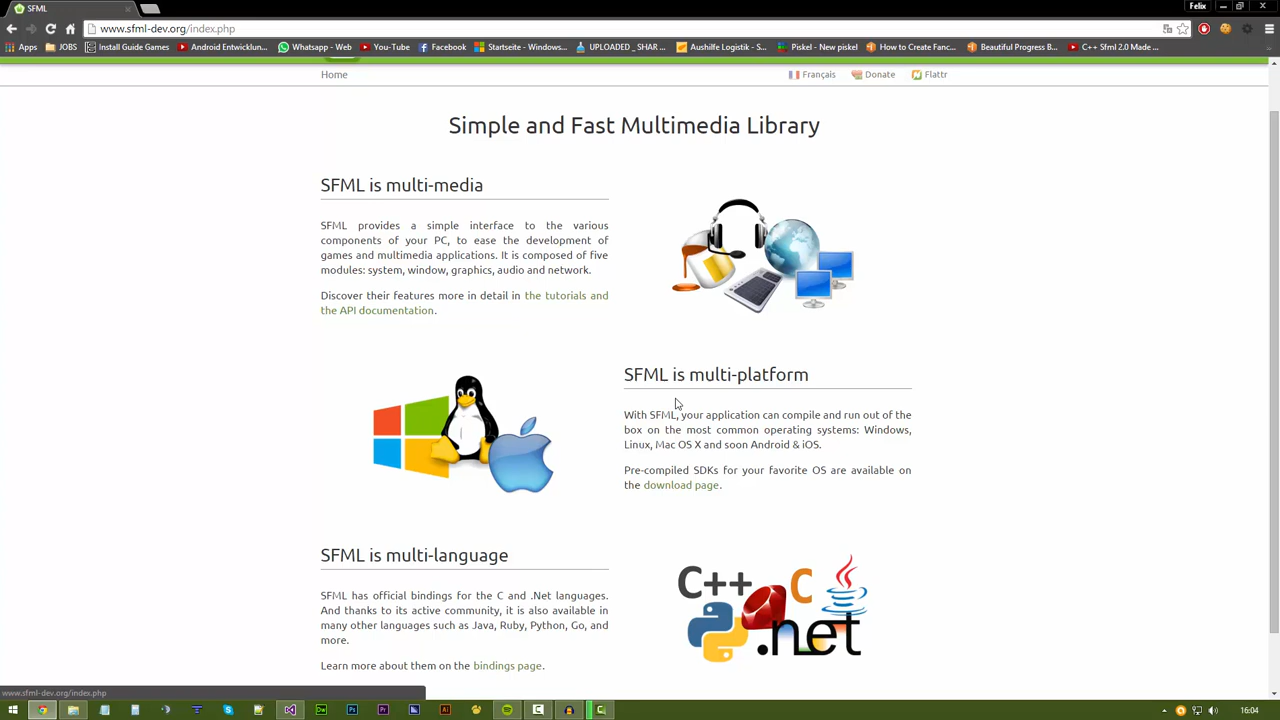 SFML
Felix
www.sfml-dev.org/index.php
Apps
JOBS
Install Guide Games
Android Entwicklun...
Whatsapp - Web
You-Tube
Facebook
Startseite - Windows...
UPLOADED _ SHAR ...
Aushilfe Logistik - S...
Piskel - New piskel
How to Create Fanc...
Beautiful Progress B...
C++ Sfml 2.0 Made ...
Home
Français
Donate
Flattr
Simple and Fast Multimedia Library
SFML is multi-media
SFML provides a simple interface to the various
components of your PC, to ease the development of
games and multimedia applications. It is composed of five
modules: system, window, graphics, audio and network.
Discover their features more in detail in the tutorials and
the API documentation.
SFML is multi-platform
With SFML, your application can compile and run out of the
box on the most common operating systems: Windows,
Linux, Mac OS X and soon Android & iOS.
Pre-compiled SDKs for your favorite OS are available on
the download page.
SFML is multi-language
SFML has official bindings for the C and .Net languages.
And thanks to its active community, it is also available in
many other languages such as Java, Ruby, Python, Go, and
more.
Learn more about them on the bindings page.
C++
C
.net
www.sfml-dev.org/index.php
Dw
Ps
Pr
Ai
16:04